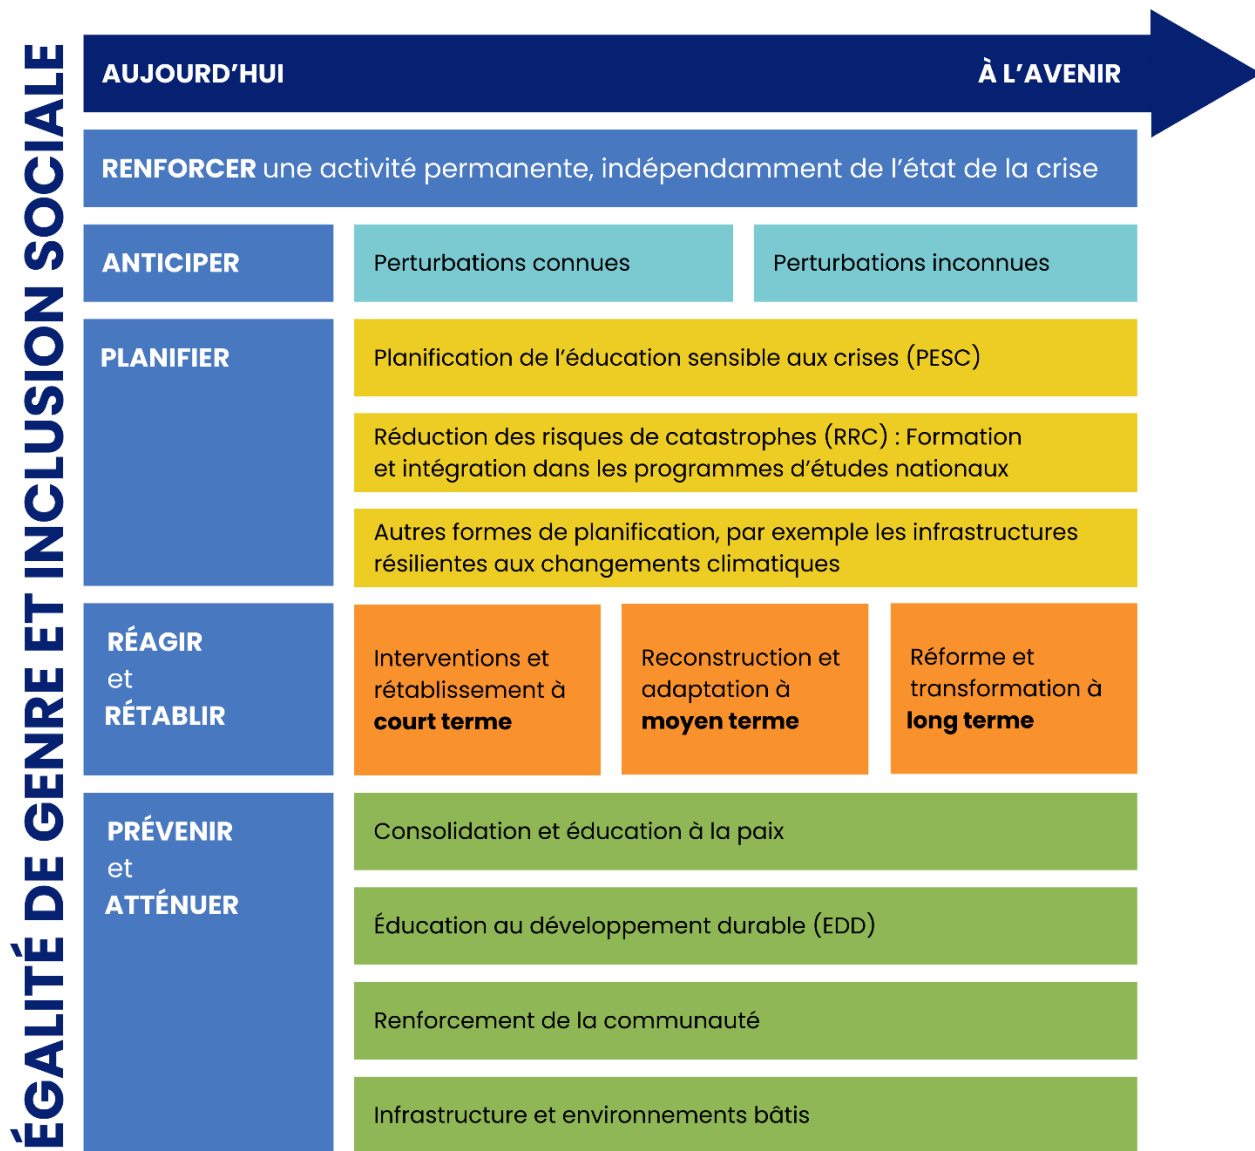 ÉGALITÉ DE GENRE ET INCLUSION SOCIALE
AUJOURD’HUI
À L’AVENIR
RENFORCER une activité permanente, indépendamment de l’état de la crise
ANTICIPER
Perturbations connues
Perturbations inconnues
PLANIFIER
Planification de l’éducation sensible aux crises (PESC)
Réduction des risques de catastrophes (RRC) : Formation
et intégration dans les programmes d’études nationaux
Autres formes de planification, par exemple les infrastructures
résilientes aux changements climatiques
RÉAGIR
et
RÉTABLIR
Interventions et
rétablissement à
court terme
Reconstruction et
adaptation à
moyen terme
Réforme et
transformation à
long terme
PRÉVENIR
et
ATTÉNUER
Consolidation et éducation à la paix
Éducation au développement durable (EDD)
Renforcement de la communauté
Infrastructure et environnements bâtis